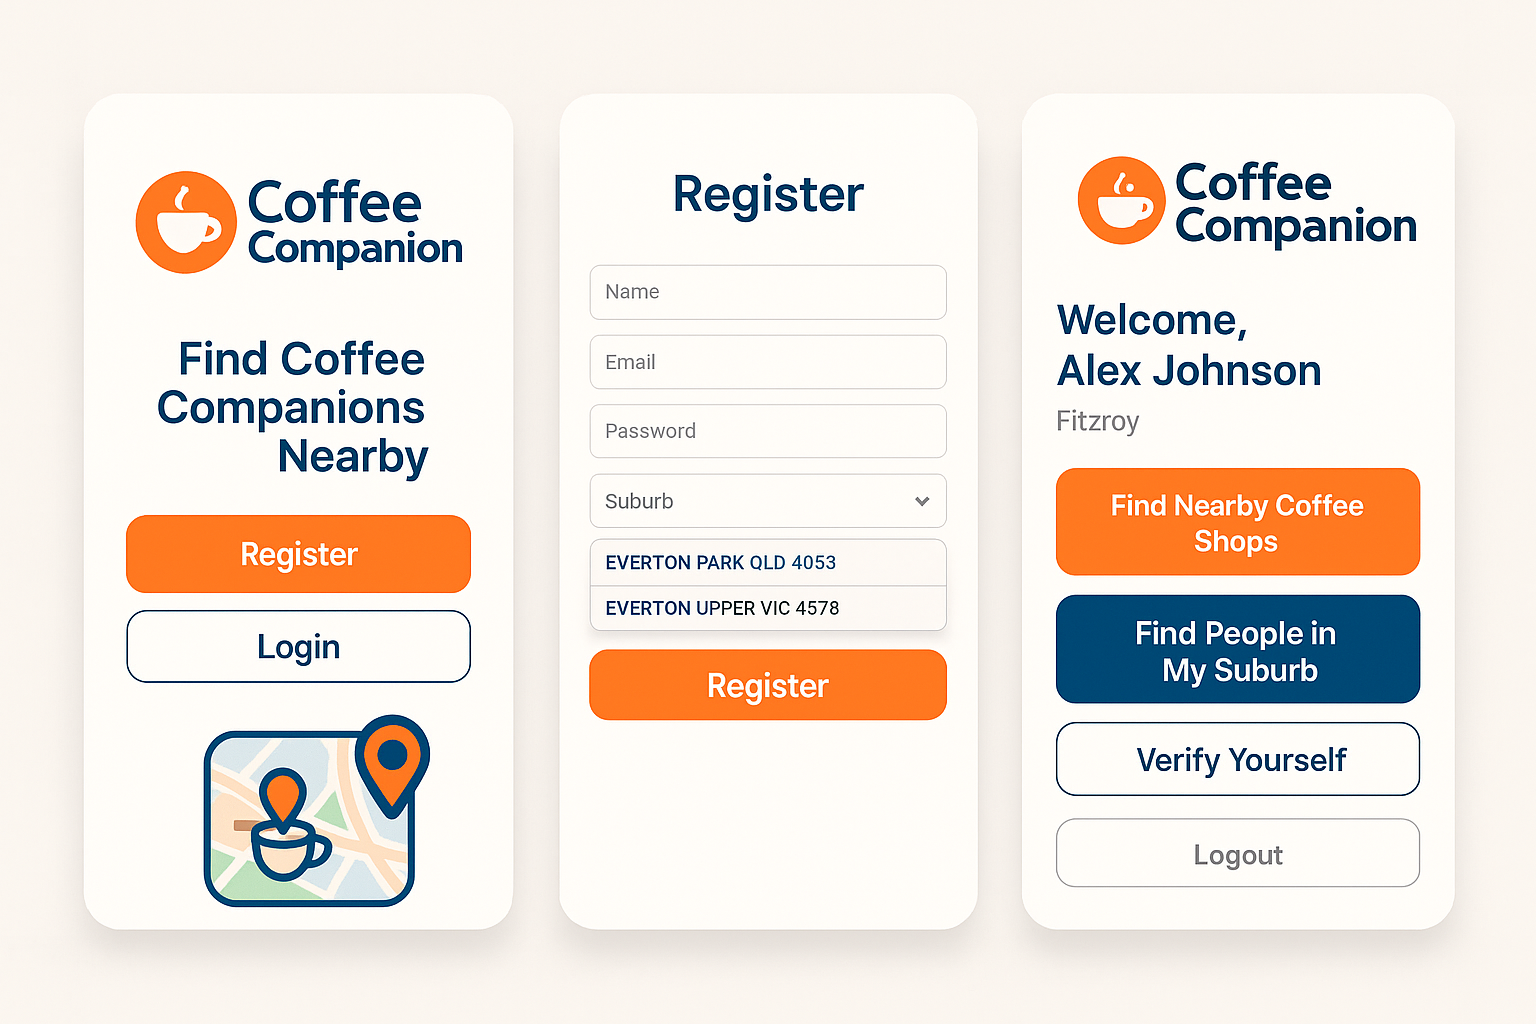 Coffee
Companion
Find Coffee
Companions
Nearby
Register
Login
Register
Name
Email
Password
Suburb
EVERTON PARK QLD 4053
EVERTON UPPER VIC 4578
Register
Coffee
Companion
Welcome,
Alex Johnson
Fitzroy
Find Nearby Coffee
Shops
Find People in
My Suburb
Verify Yourself
Logout